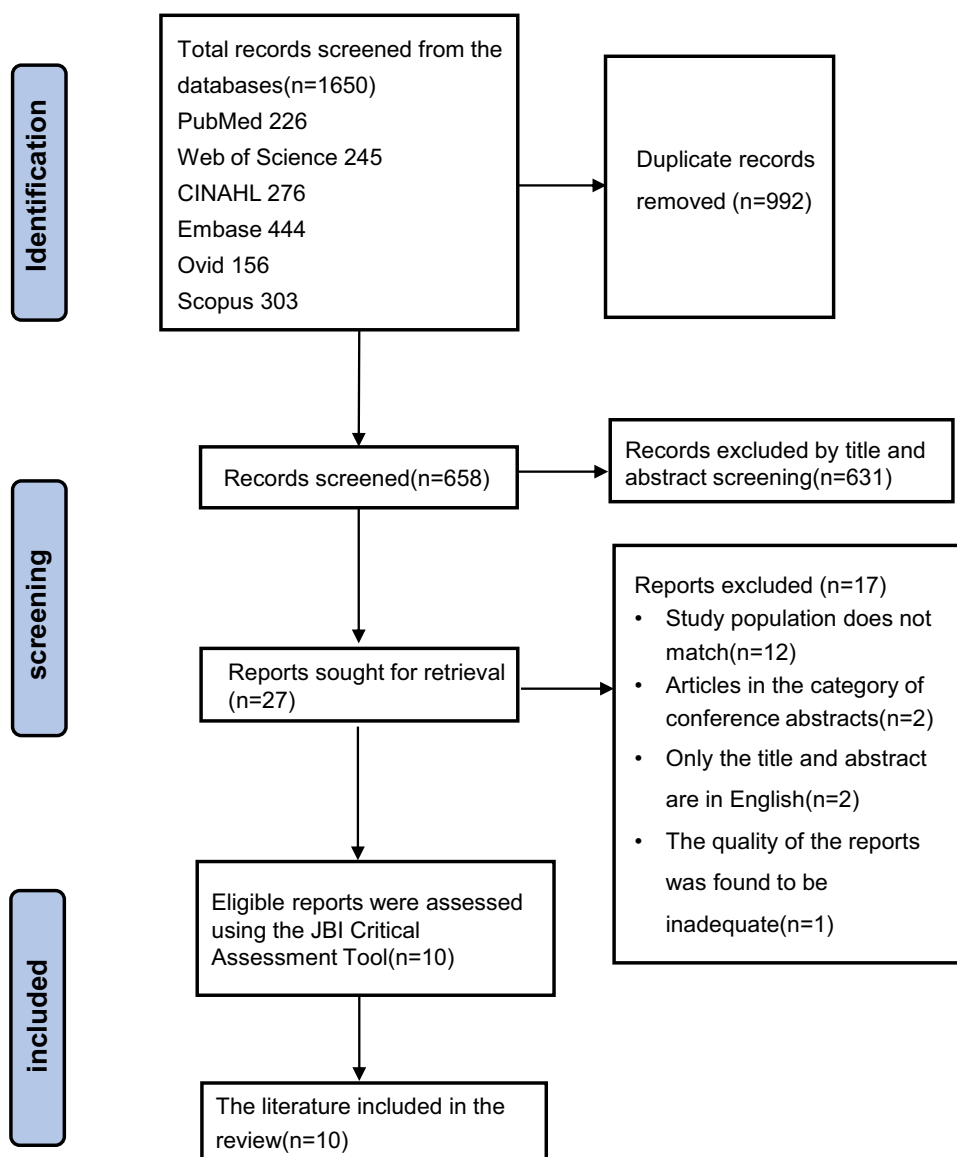 Identification
Total records screened from the
databases(n=1650)
PubMed 226
Web of Science 245
CINAHL 276
Embase 444
Ovid 156
Scopus 303
Duplicate records
removed (n=992)
screening
Records screened(n=658)
Records excluded by title and
abstract screening(n=631)
Reports sought for retrieval
(n=27)
Reports excluded (n=17)
• Study population does not
match(n=12)
• Articles in the category of
conference abstracts(n=2)
• Only the title and abstract
are in English(n=2)
• The quality of the reports
was found to be
inadequate(n=1)
included
Eligible reports were assessed
using the JBI Critical
Assessment Tool(n=10)
The literature included in the
review(n=10)